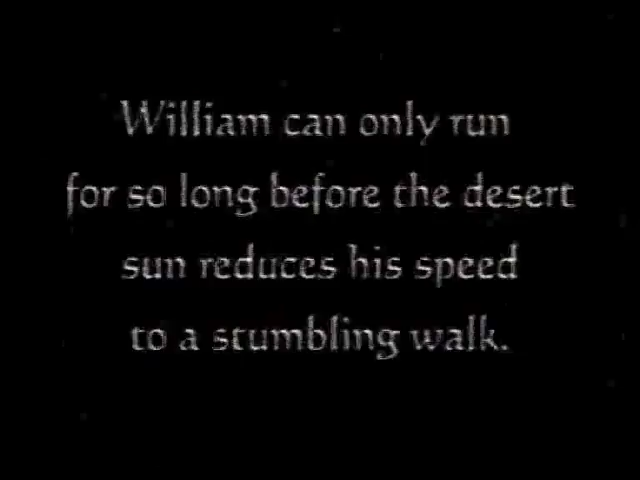 William can only run
for so long before the desert
sun reduces his speed
to a stumbling walk.